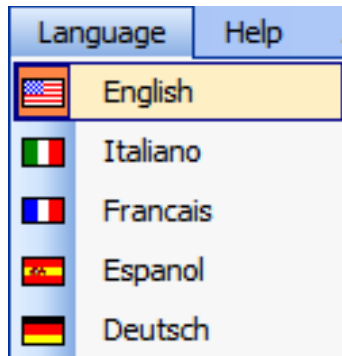 Language Help
English
Italiano
Francais
Espanol
Deutsch